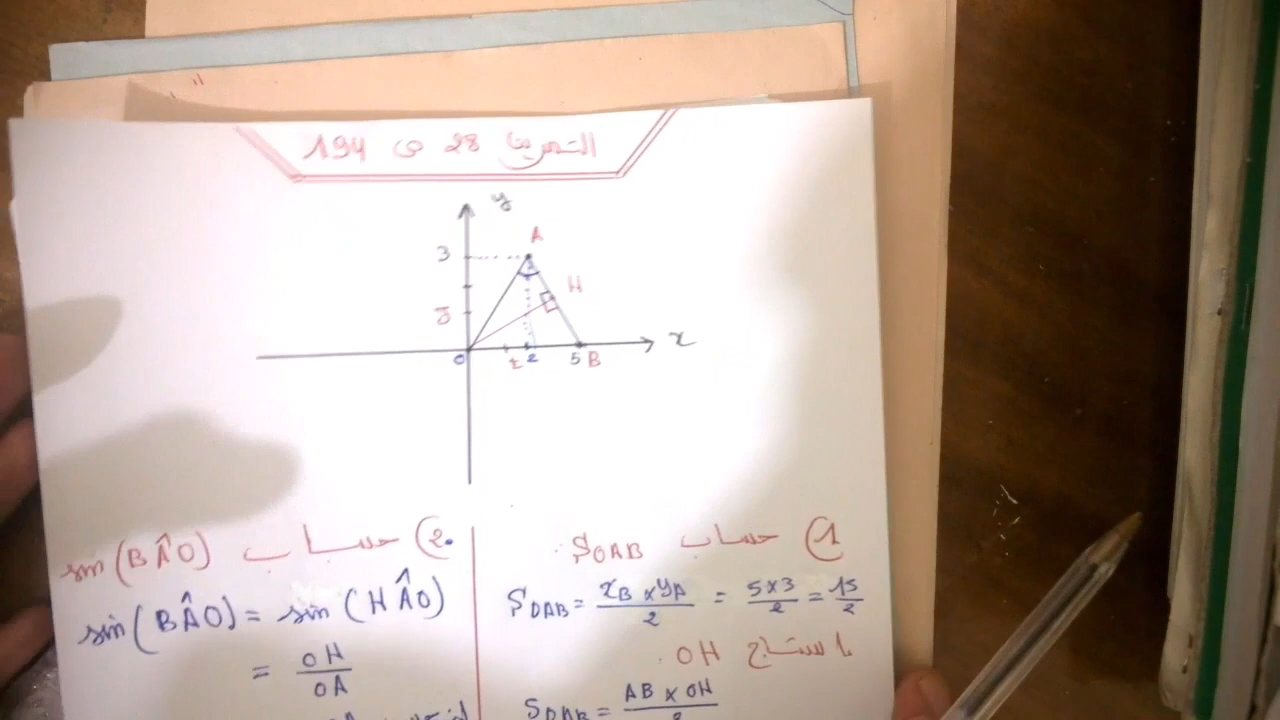 التمرين 28 ص 194
y
3
A
H
x
0
2
5 B
1) حساب S_OAB
S_OAB = (x_B × y_A)/2 = (5×3)/2 = 15/2
OH
S_OAB = (AB × OH)/2
2) حساب sin(BÂO)
sin(BÂO) = sin(HÂO)
= OH/OA